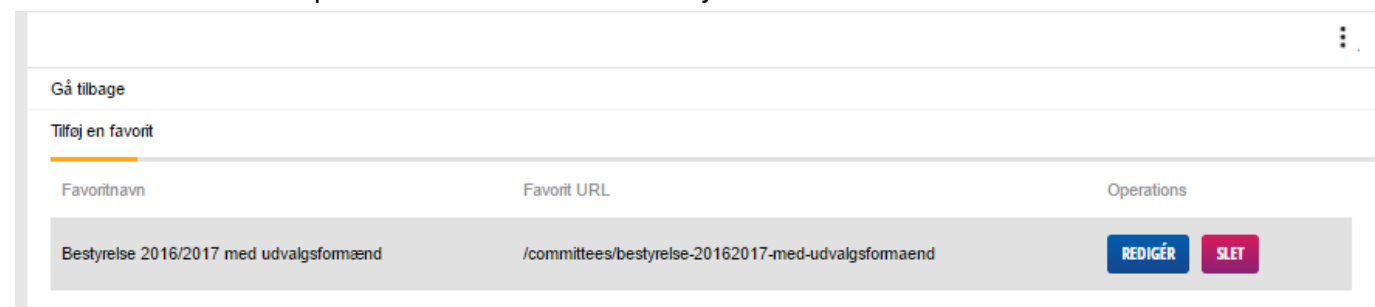 Gå tilbage
Tilføj en favorit
Favoritnavn Favorit URL Operations
Bestyrelse 2016/2017 med udvalgsformænd /committees/bestyrelse-20162017-med-udvalgsformaend REDIGÉR SLET